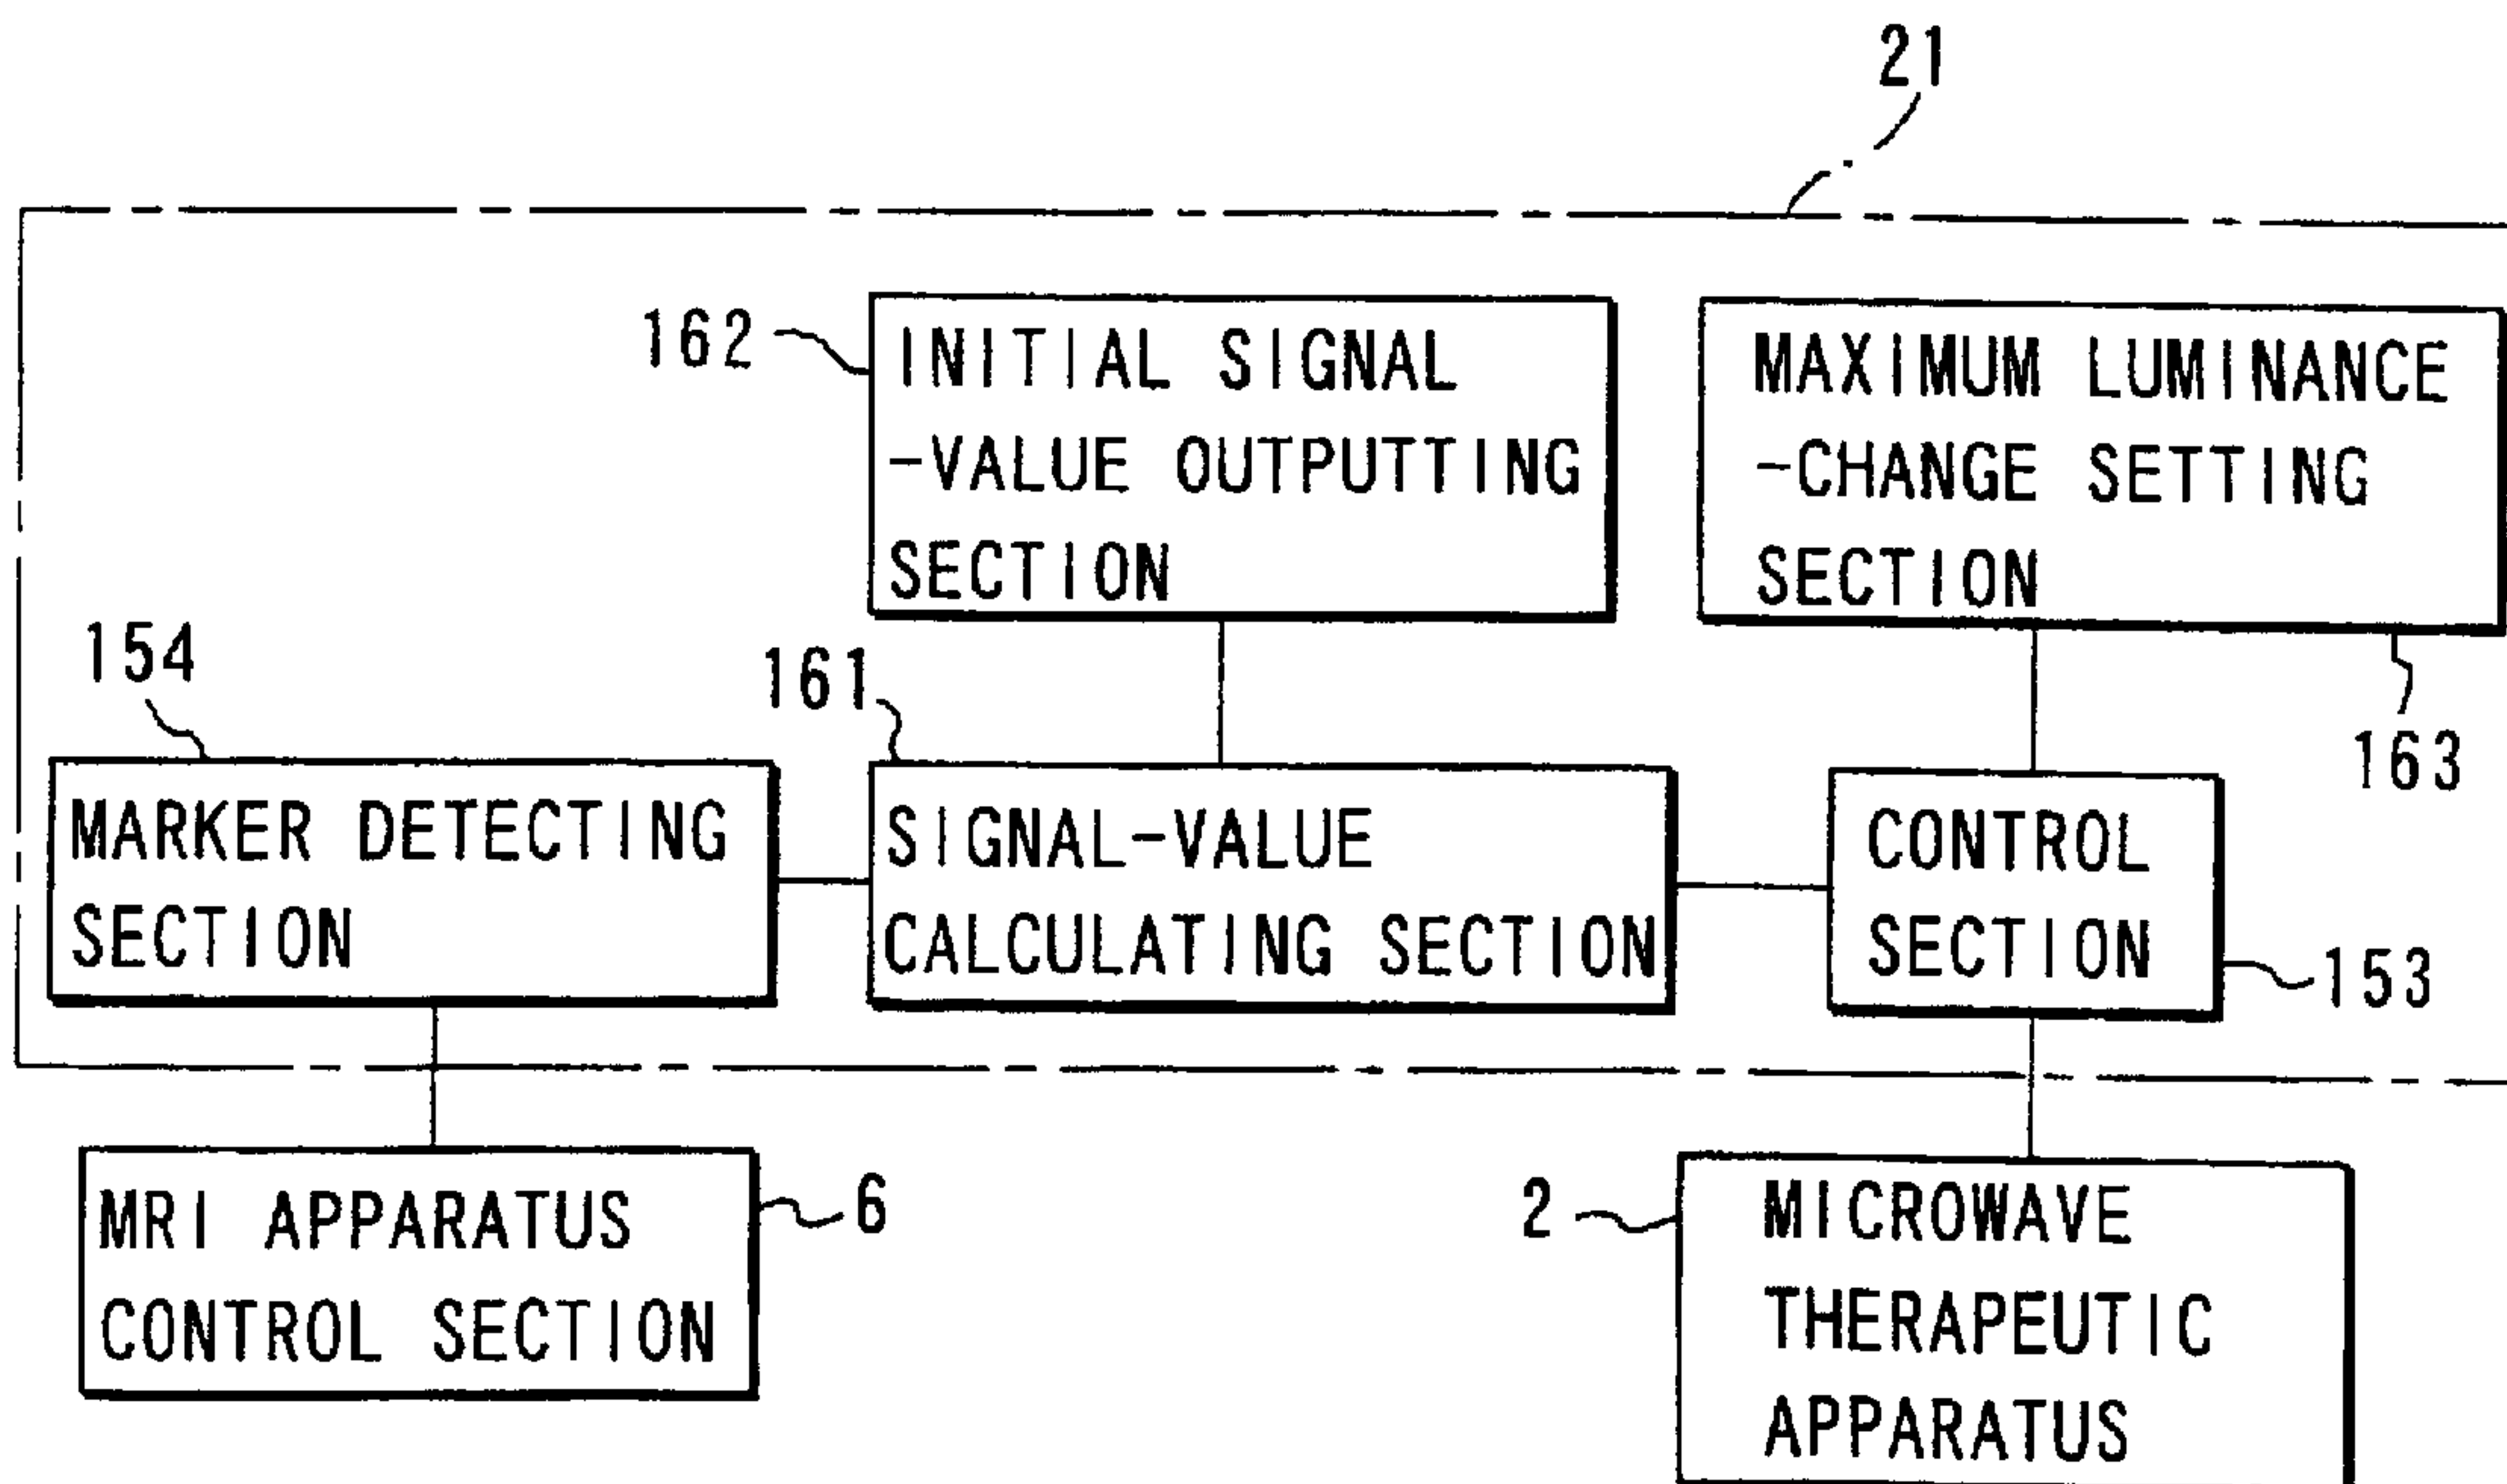 21
162
INITIAL SIGNAL
-VALUE OUTPUTTING
SECTION
MAXIMUM LUMINANCE
-CHANGE SETTING
SECTION
163
154
MARKER DETECTING
SECTION
161
SIGNAL-VALUE
CALCULATING SECTION
CONTROL
SECTION
153
MRI APPARATUS
CONTROL SECTION
6
2
MICROWAVE
THERAPEUTIC
APPARATUS